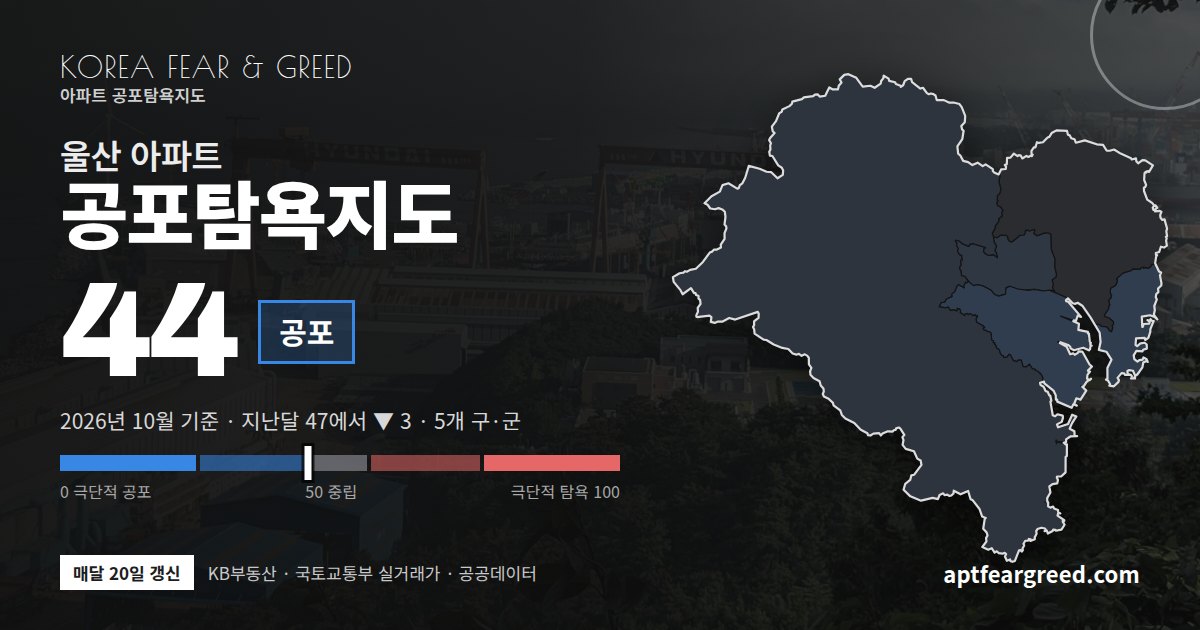 KOREA FEAR & GREED
아파트 공포탐욕지도
울산 아파트
공포탐욕지도
44 공포
2026년 10월 기준 · 지난달 47에서 ▼ 3 · 5개 구·군
0 극단적 공포 50 중립 극단적 탐욕 100
매달 20일 갱신 KB부동산 · 국토교통부 실거래가 · 공공데이터
aptfeargreed.com
HYUNDAI
HYUN